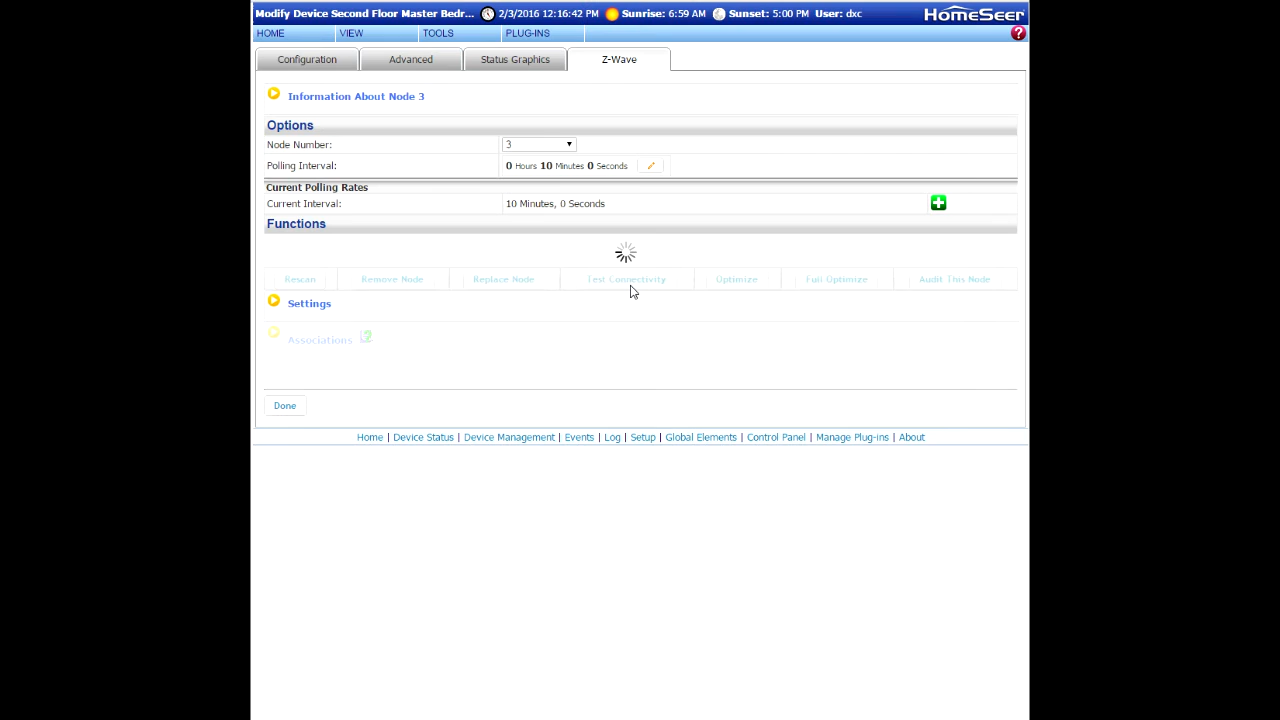 Modify Device Second Floor Master Bedr... 2/3/2016 12:16:42 PM Sunrise: 6:59 AM Sunset: 5:00 PM User: dxc HomeSeer
HOME VIEW TOOLS PLUG-INS ?
Configuration Advanced Status Graphics Z-Wave
Information About Node 3
Options
Node Number: 3
Polling Interval: 0 Hours 10 Minutes 0 Seconds
Current Polling Rates
Current Interval: 10 Minutes, 0 Seconds
Functions
Rescan Remove Node Replace Node Test Connectivity Optimize Full Optimize Audit This Node
Settings
Associations
Done
Home | Device Status | Device Management | Events | Log | Setup | Global Elements | Control Panel | Manage Plug-ins | About